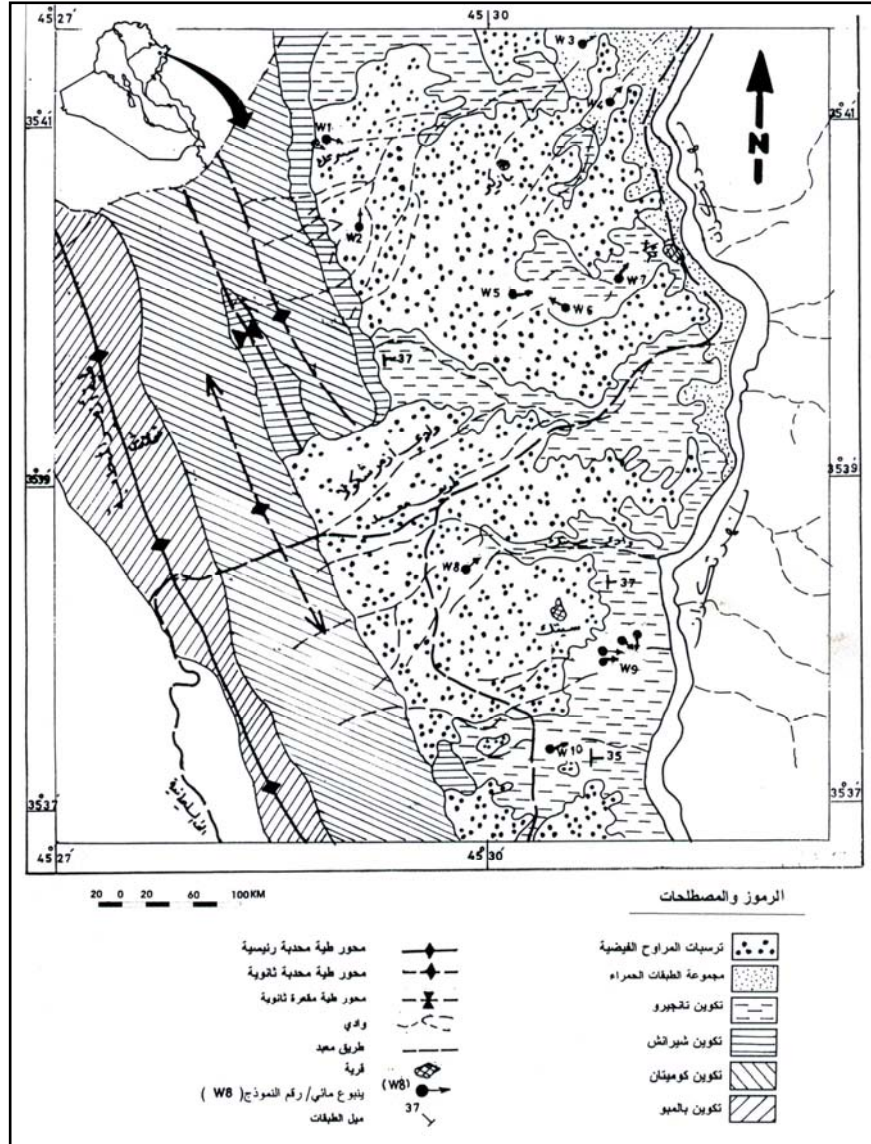 45 27
45 30
35 41
35 41
W3
W4
W1
N
W2
W7
W5
W6
37
وادي
35 39
35 39
وادي
W8
37
W9
W10
35
35 37
35 37
45 27
45 30
20 0 20 60 100KM
الرموز والمصطلحات
ترسبات المراوح الفيضية
مجموعة الطبقات الحمراء
تكوين تانجيرو
تكوين شيرانش
تكوين كوميتان
تكوين بالمبو
محور طية محدبة رئيسية
محور طية محدبة ثانوية
محور طية مقعرة ثانوية
وادي
طريق معبد
قرية
ينبوع مائي/ رقم النموذج( W8 )
(W8)
ميل الطبقات
37